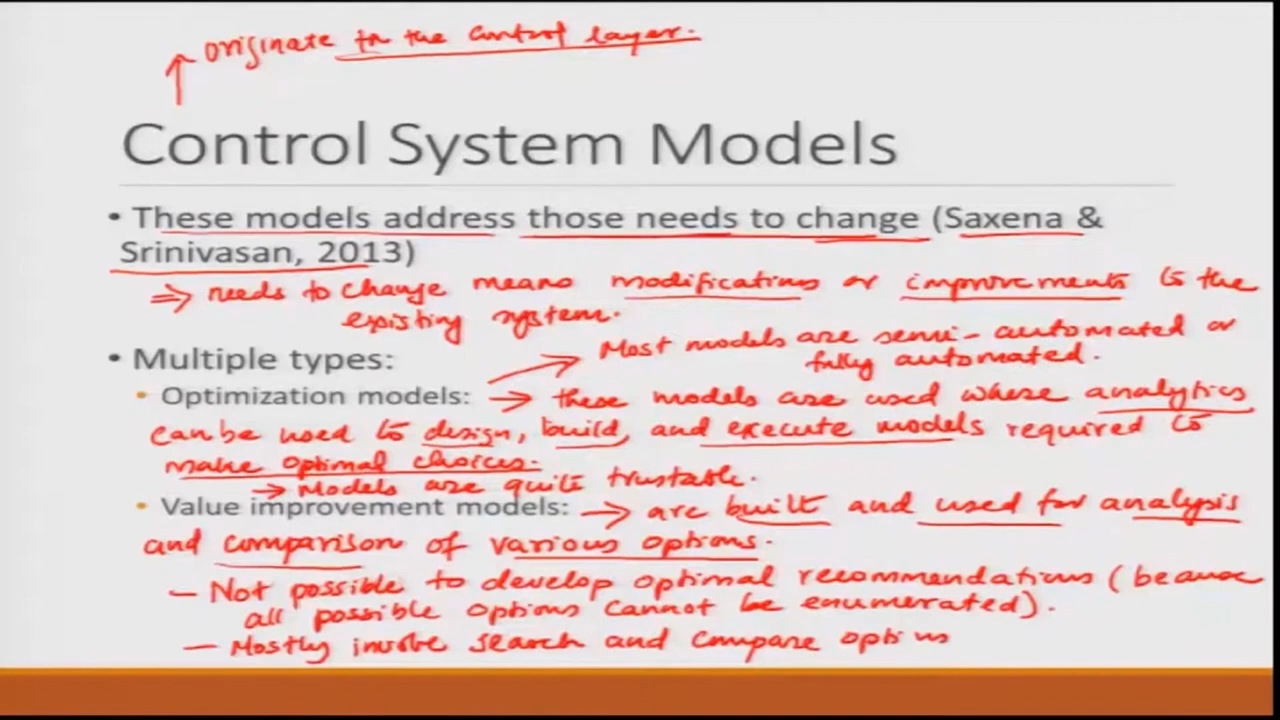 originate in the control layer.
Control System Models
• These models address those needs to change (Saxena &
Srinivasan, 2013)
⇒ needs to change means modifications or improvements to the
existing system.
• Multiple types:
→ Most models are semi-automated or
fully automated.
• Optimization models: → these models are used where analytics
can be used to design, build, and execute models required to
make optimal choices.
→ Models are quite trustable.
• Value improvement models: → are built and used for analysis
and comparison of various options.
— Not possible to develop optimal recommendations (because
all possible options cannot be enumerated).
— Mostly involve search and compare options